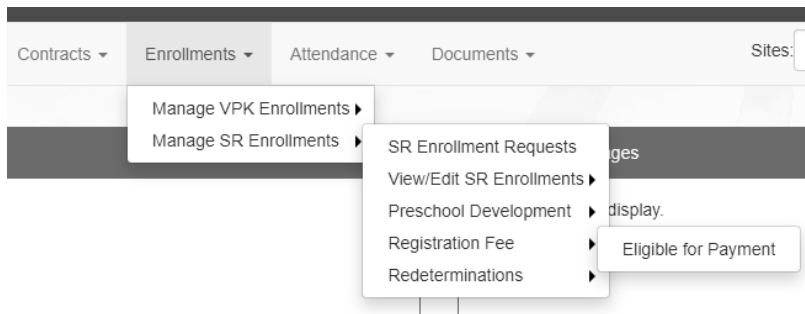 Contracts Enrollments Attendance Documents Sites:
Manage VPK Enrollments
Manage SR Enrollments
SR Enrollment Requests
View/Edit SR Enrollments
Preschool Development
display.
Registration Fee
Eligible for Payment
Redeterminations